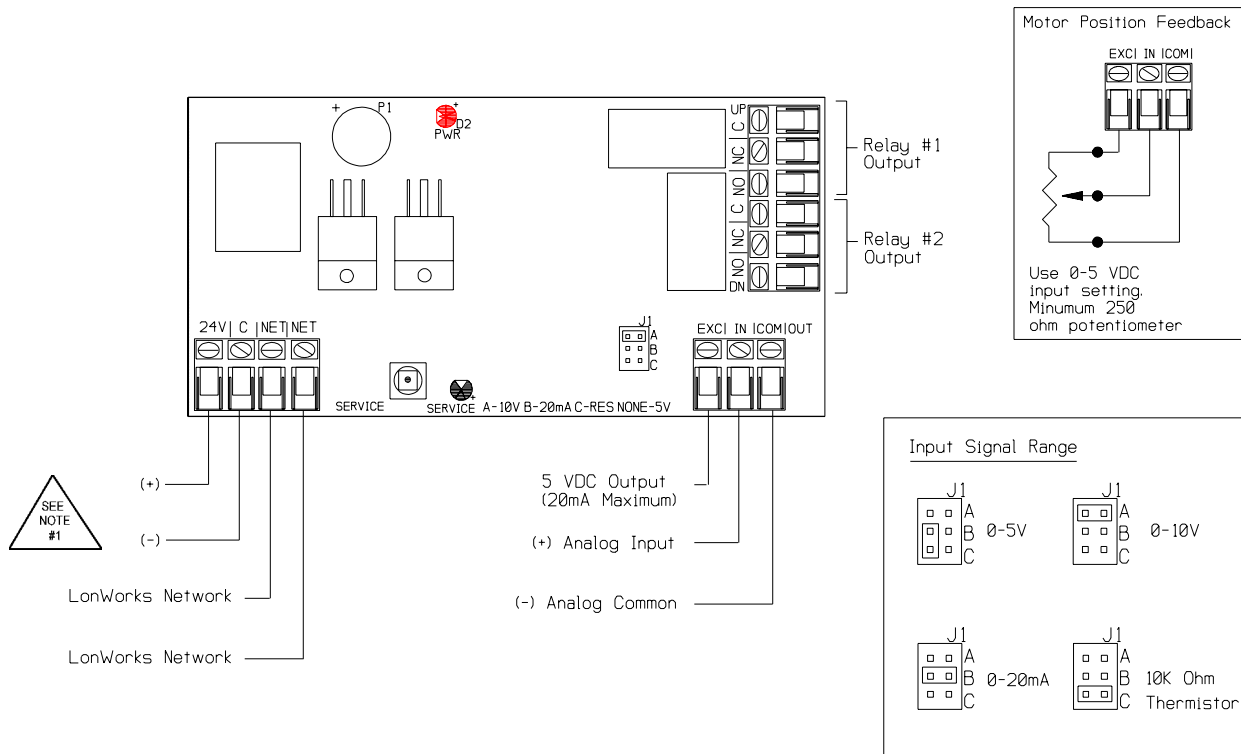 Motor Position Feedback
EXC| IN |COM|
Use 0-5 VDC
input setting.
Minumum 250
ohm potentiometer
+ P1
+
D2
PWR
UP
C | NC | NO | C | NC | NO
DN
Relay #1
Output
Relay #2
Output
24V| C |NET|NET
J1
A
B
C
EXC| IN |COM|OUT
SERVICE
SERVICE + A-10V B-20mA C-RES NONE-5V
SEE
NOTE
#1
(+)
(-)
LonWorks Network
LonWorks Network
5 VDC Output
(20mA Maximum)
(+) Analog Input
(-) Analog Common
Input Signal Range
J1
A
B 0-5V
C
J1
A
B 0-10V
C
J1
A
B 0-20mA
C
J1
A
B 10K Ohm
C Thermistor